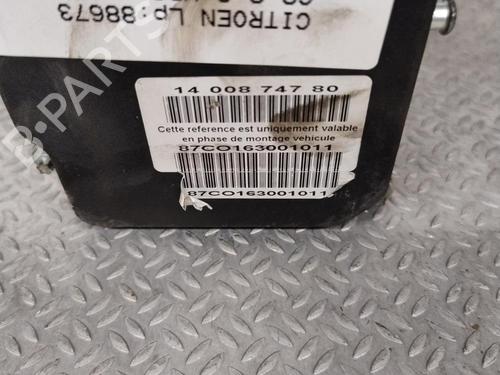 CITROEN LP:88673
14 008 747 80
Cette reference est uniquement valable
en phase de montage vehicule
87CO163001011
87CO163001011
B-PARTS